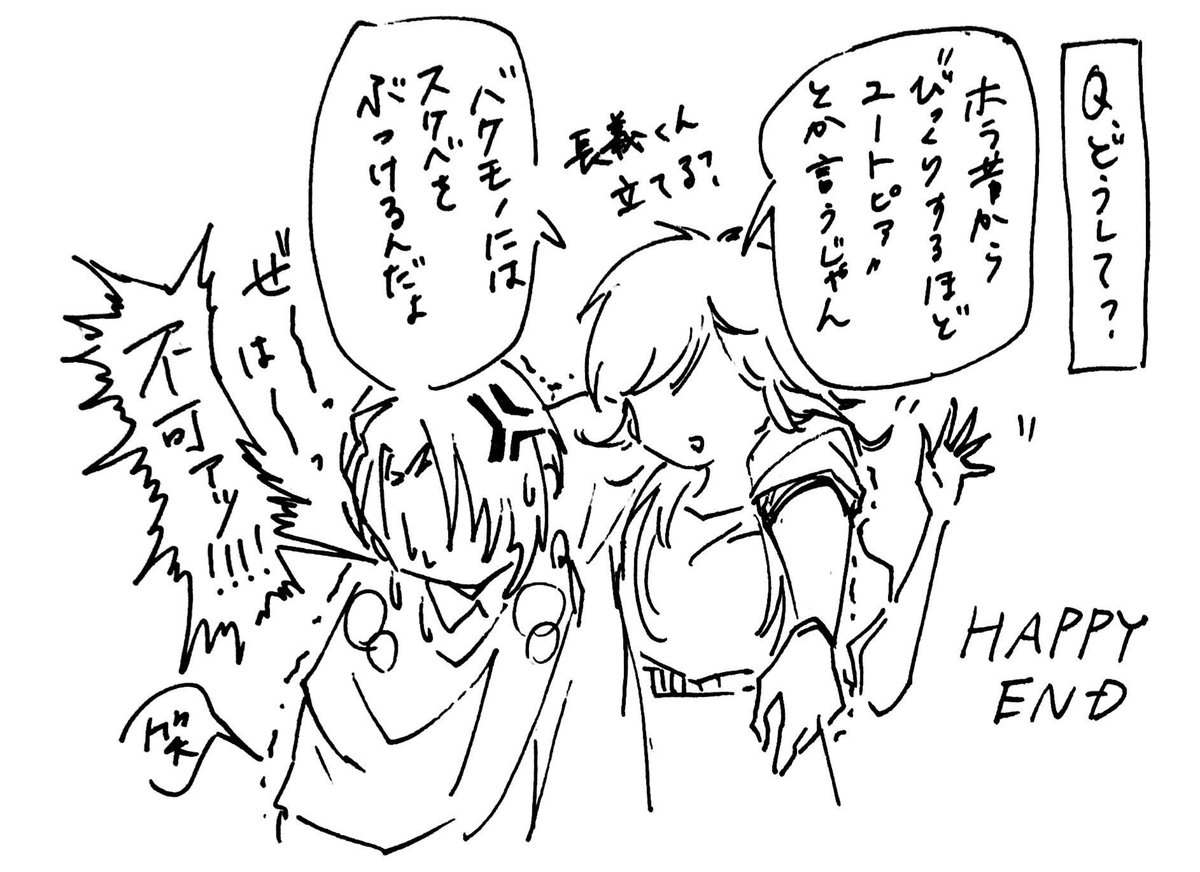 Q、どうして?
ホラ昔から
"びっくりするほど
ユートピア"
とか言うじゃん
長義くん
立てる?
バケモノには
スケベを
ぶつけるんだよ
ぜはー
不可ァッ!!!!
HAPPY
END